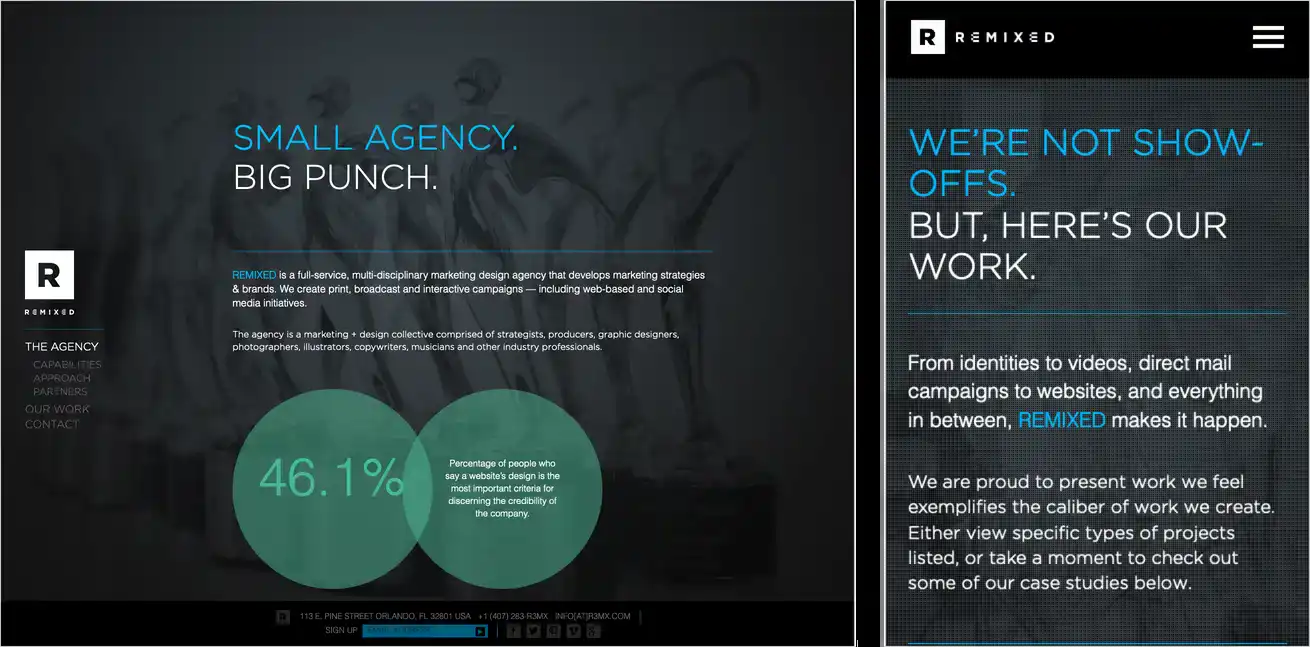 SMALL AGENCY.
BIG PUNCH.
R
REMIXED
THE AGENCY
CAPABILITIES
APPROACH
PARTNERS
OUR WORK
CONTACT
REMIXED is a full-service, multi-disciplinary marketing design agency that develops marketing strategies
& brands. We create print, broadcast and interactive campaigns — including web-based and social
media initiatives.
The agency is a marketing + design collective comprised of strategists, producers, graphic designers,
photographers, illustrators, copywriters, musicians and other industry professionals.
46.1%
Percentage of people who
say a website's design is the
most important criteria for
discerning the credibility of
the company.
R
113 E. PINE STREET ORLANDO, FL 32801 USA +1 (407) 283-R3MX INFO[AT]R3MX.COM
SIGN UP
R REMIXED
WE'RE NOT SHOW-
OFFS.
BUT, HERE'S OUR
WORK.
From identities to videos, direct mail
campaigns to websites, and everything
in between, REMIXED makes it happen.
We are proud to present work we feel
exemplifies the caliber of work we create.
Either view specific types of projects
listed, or take a moment to check out
some of our case studies below.